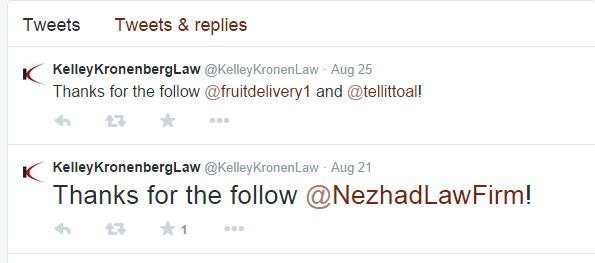 Tweets Tweets & replies
KelleyKronenbergLaw @KelleyKronenLaw · Aug 25
Thanks for the follow @fruitdelivery1 and @tellittoal!
KelleyKronenbergLaw @KelleyKronenLaw · Aug 21
Thanks for the follow @NezhadLawFirm!
1